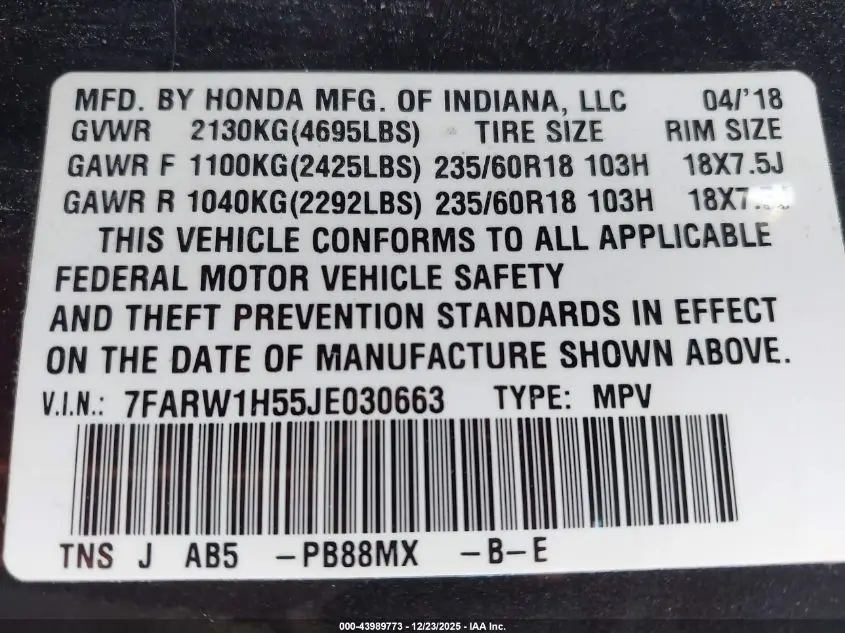 MFD. BY HONDA MFG. OF INDIANA, LLC 04/'18
GVWR 2130KG(4695LBS) TIRE SIZE RIM SIZE
GAWR F 1100KG(2425LBS) 235/60R18 103H 18X7.5J
GAWR R 1040KG(2292LBS) 235/60R18 103H
THIS VEHICLE CONFORMS TO ALL APPLICABLE
FEDERAL MOTOR VEHICLE SAFETY
AND THEFT PREVENTION STANDARDS IN EFFECT
ON THE DATE OF MANUFACTURE SHOWN ABOVE.
V.I.N.: 7FARW1H55JE030663 TYPE: MPV
TNS J AB5 -PB88MX -B-E
000-43989773 - 12/23/2025 - IAA Inc.